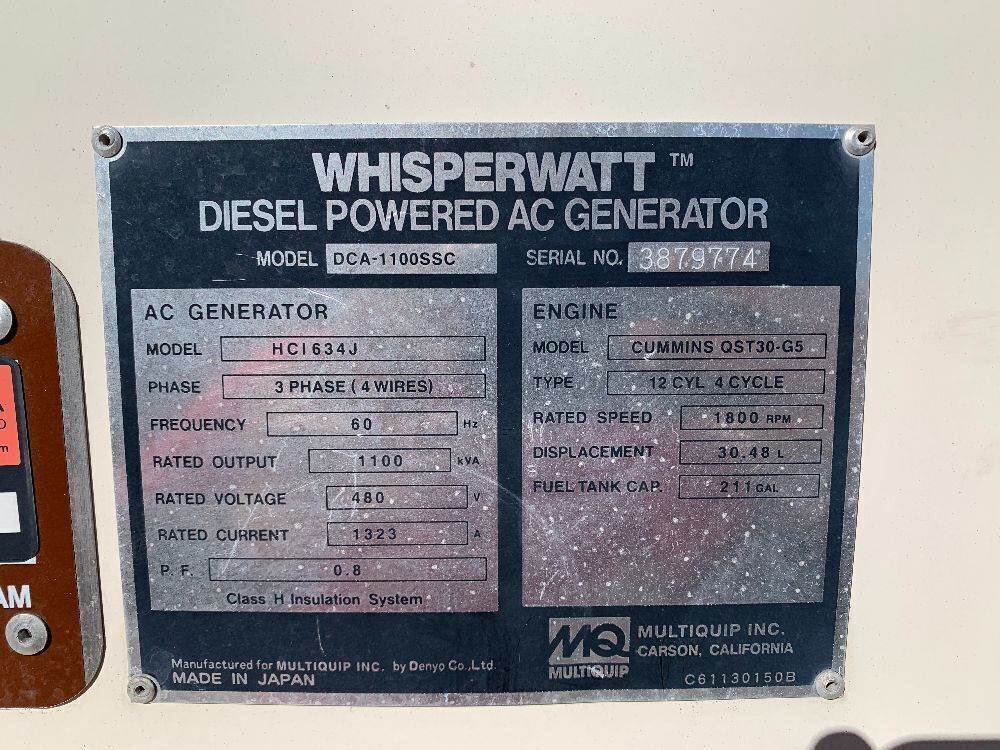 WHISPERWATT ™
DIESEL POWERED AC GENERATOR
MODEL DCA-1100SSC
SERIAL NO. 3879774
AC GENERATOR
MODEL HCI634J
PHASE 3 PHASE (4 WIRES)
FREQUENCY 60 Hz
RATED OUTPUT 1100 kVA
RATED VOLTAGE 480 V
RATED CURRENT 1323 A
P. F. 0.8
Class H Insulation System
ENGINE
MODEL CUMMINS QST30-G5
TYPE 12 CYL 4 CYCLE
RATED SPEED 1800 RPM
DISPLACEMENT 30.48 L
FUEL TANK CAP. 211 GAL
Manufactured for MULTIQUIP INC. by Denyo Co., Ltd.
MADE IN JAPAN
MQ
MULTIQUIP
MULTIQUIP INC.
CARSON, CALIFORNIA
C61130150B
AM